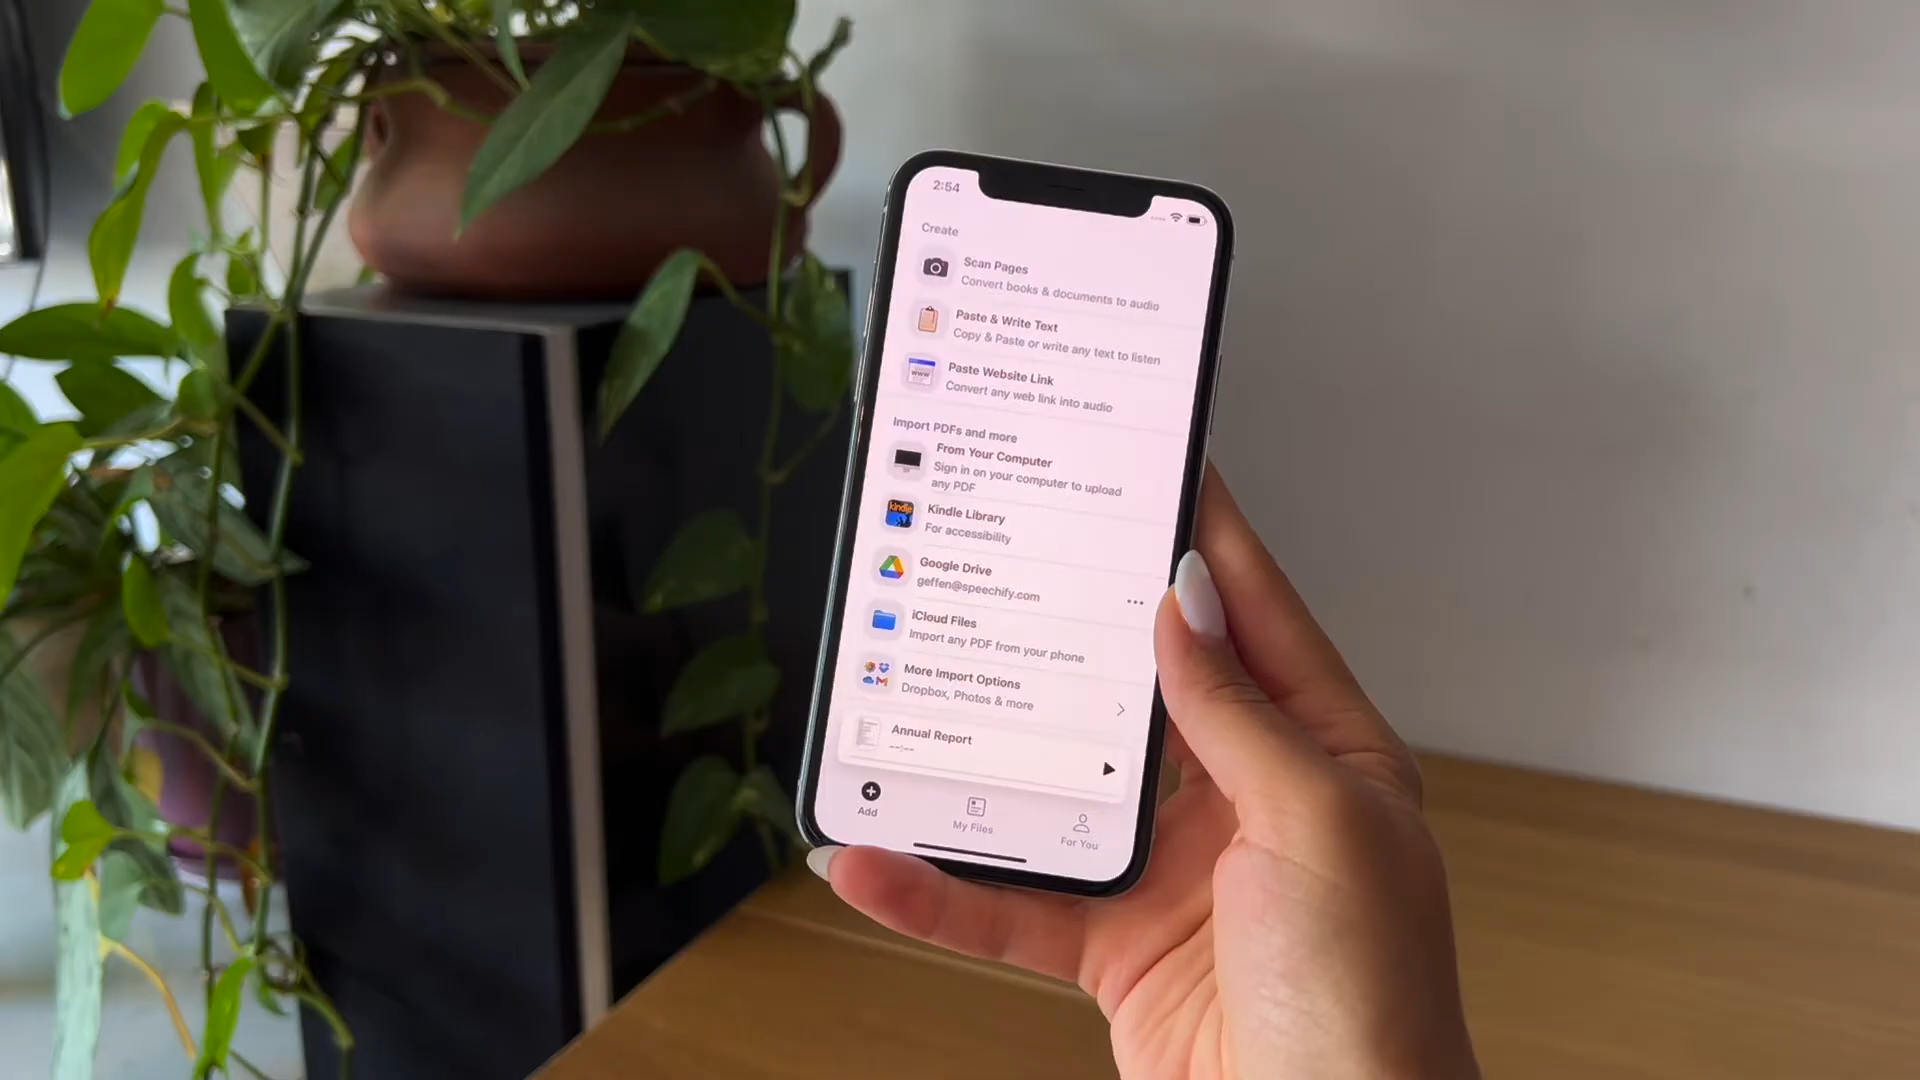 2:54
Create
Scan Pages
Convert books & documents to audio
Paste & Write Text
Copy & Paste or write any text to listen
www
Paste Website Link
Convert any web link into audio
Import PDFs and more
From Your Computer
Sign in on your computer to upload
any PDF
kindle
Kindle Library
For accessibility
Google Drive
geffen@speechify.com
iCloud Files
Import any PDF from your phone
More Import Options
Dropbox, Photos & more
Annual Report
--:--
Add
My Files
For You